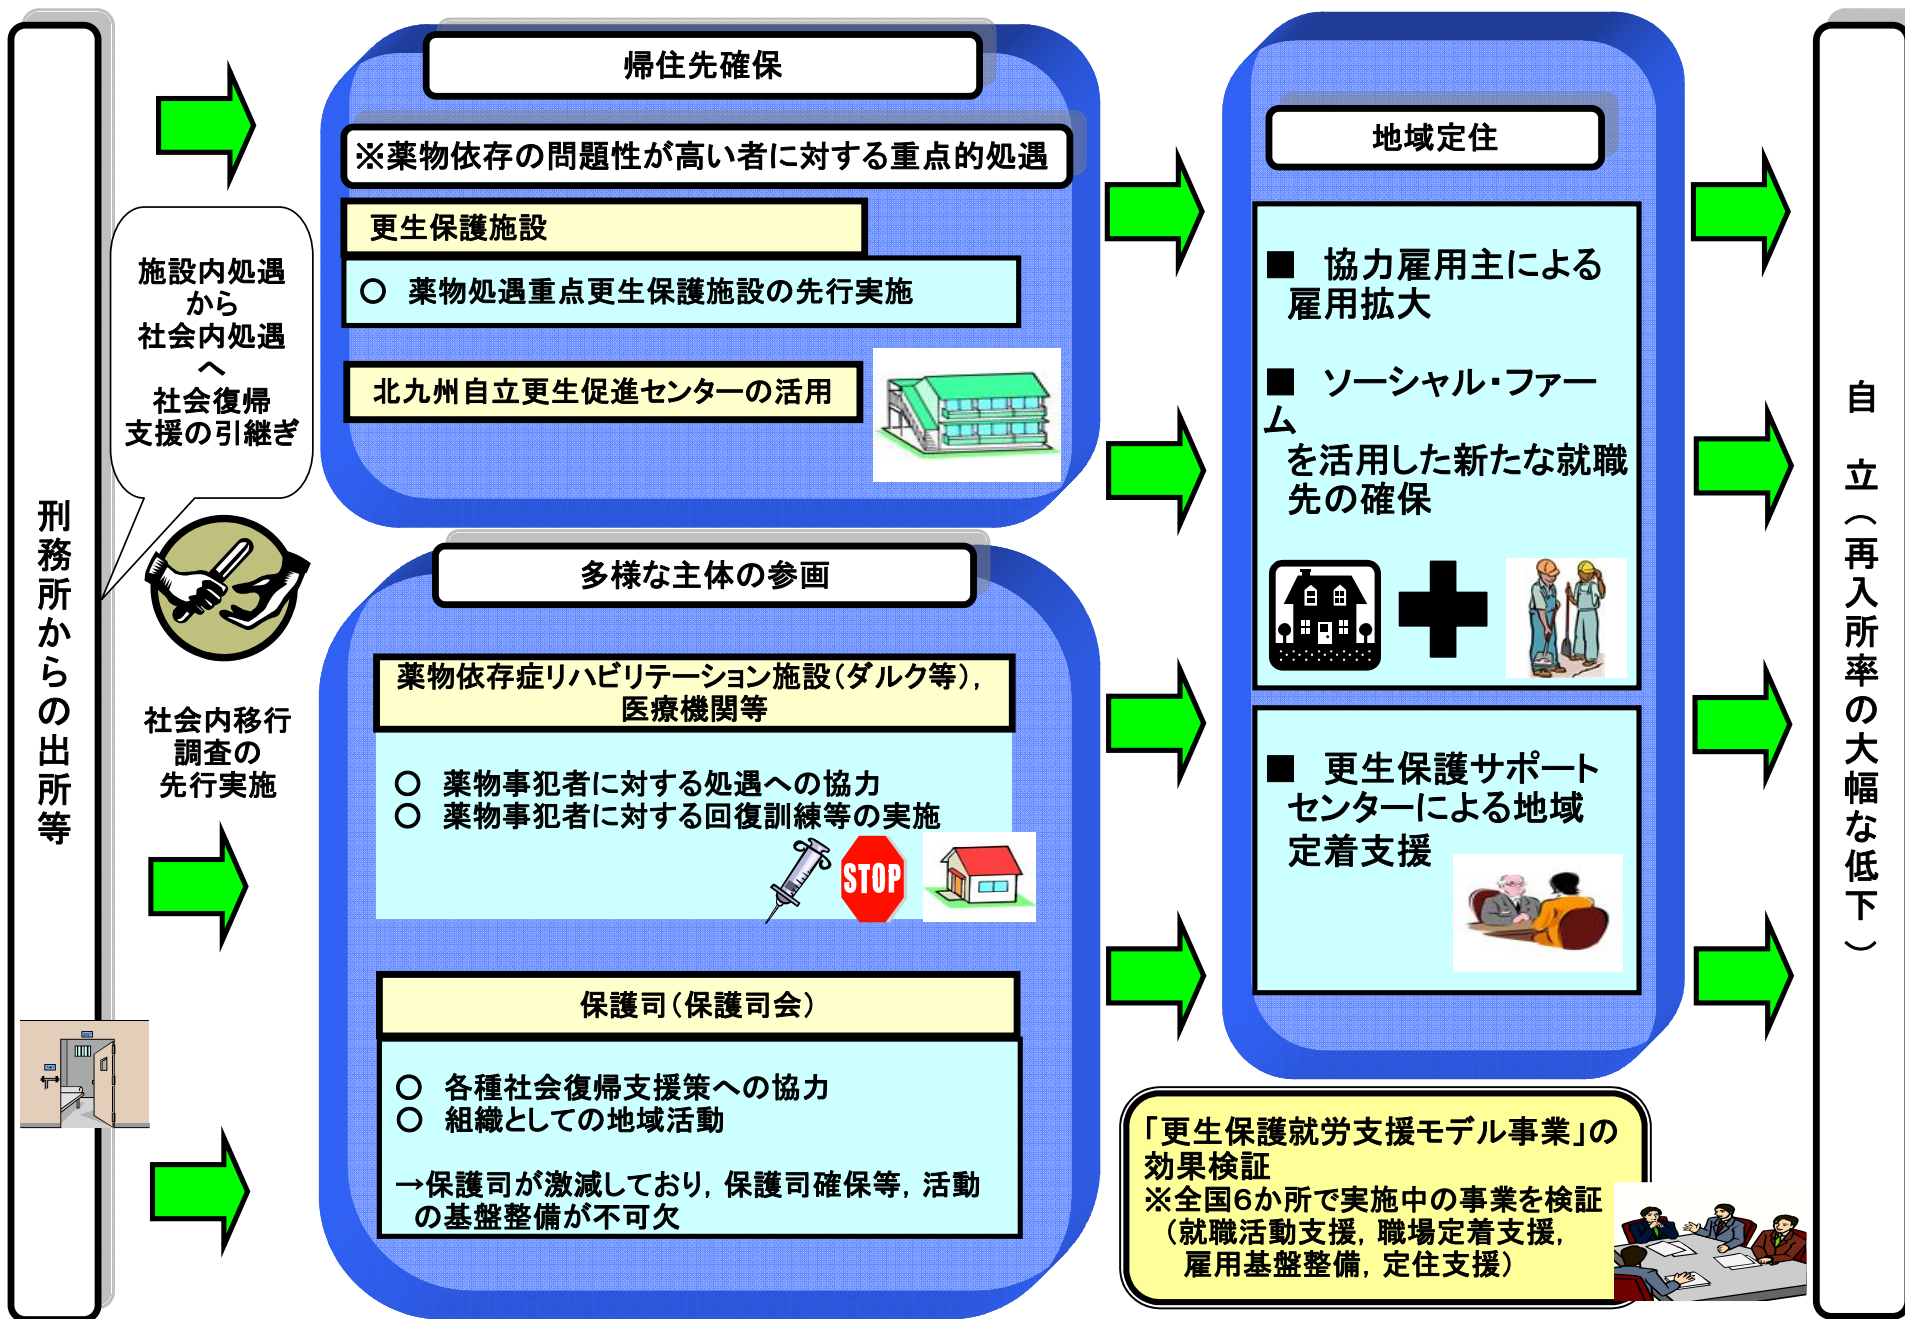 刑務所からの出所等
施設内処遇
から
社会内処遇
へ
社会復帰
支援の引継ぎ
社会内移行
調査の
先行実施
帰住先確保
※薬物依存の問題性が高い者に対する重点的処遇
更生保護施設
○ 薬物処遇重点更生保護施設の先行実施
北九州自立更生促進センターの活用
多様な主体の参画
薬物依存症リハビリテーション施設(ダルク等),
医療機関等
○ 薬物事犯者に対する処遇への協力
○ 薬物事犯者に対する回復訓練等の実施
STOP
保護司(保護司会)
○ 各種社会復帰支援策への協力
○ 組織としての地域活動
→保護司が激減しており, 保護司確保等, 活動
の基盤整備が不可欠
地域定住
■ 協力雇用主による
雇用拡大
■ ソーシャル・ファー
ム
を活用した新たな就職
先の確保
■ 更生保護サポート
センターによる地域
定着支援
「更生保護就労支援モデル事業」の
効果検証
※全国6か所で実施中の事業を検証
(就職活動支援, 職場定着支援,
雇用基盤整備, 定住支援)
自 立(再入所率の大幅な低下)